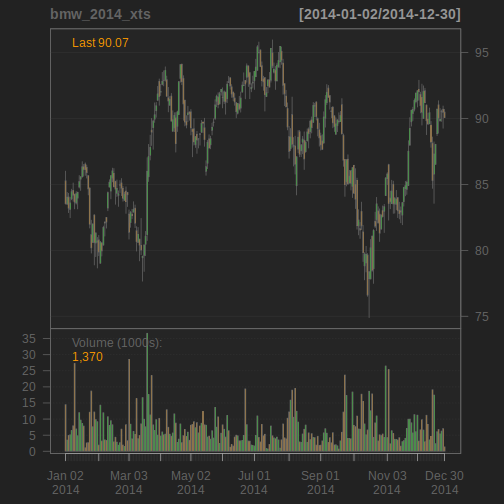 bmw_2014_xts [2014-01-02/2014-12-30]
Last 90.07
95
90
85
80
75
Volume (1000s):
1,370
35
30
25
20
15
10
5
0
Jan 02 Mar 03 May 02 Jul 01 Sep 01 Nov 03 Dec 30
2014 2014 2014 2014 2014 2014 2014